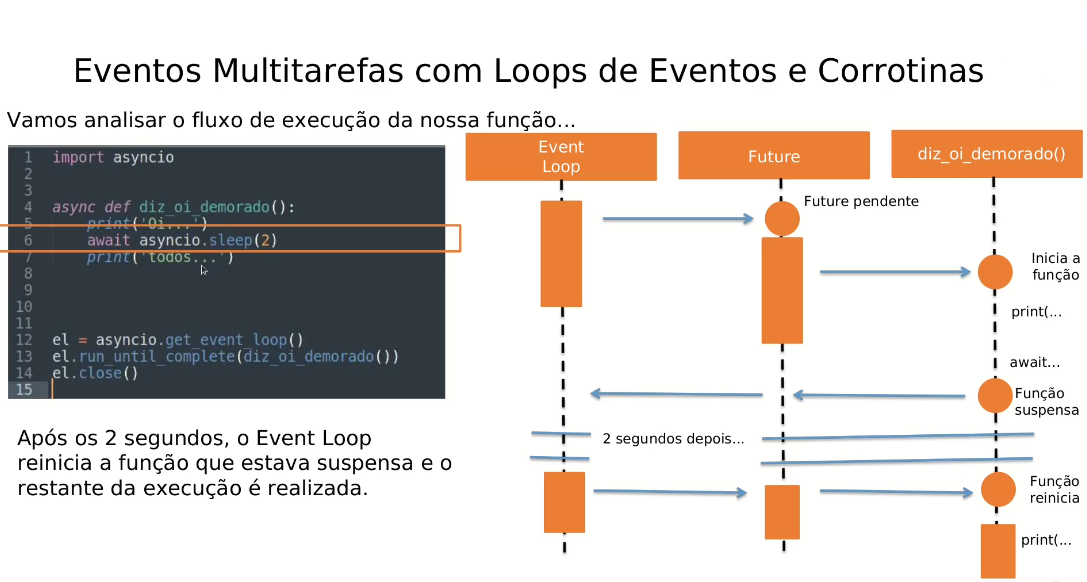 Eventos Multitarefas com Loops de Eventos e Corrotinas
Vamos analisar o fluxo de execução da nossa função...
1 import asyncio
2
3
4 async def diz_oi_demorado():
5 print('Oi...')
6 await asyncio.sleep(2)
7 print('todos...')
8
9
10
11
12 el = asyncio.get_event_loop()
13 el.run_until_complete(diz_oi_demorado())
14 el.close()
15
Após os 2 segundos, o Event Loop
reinicia a função que estava suspensa e o
restante da execução é realizada.
Event
Loop
Future
diz_oi_demorado()
Future pendente
Inicia a
função
print(...
await...
Função
suspensa
2 segundos depois...
Função
reinicia
print(...